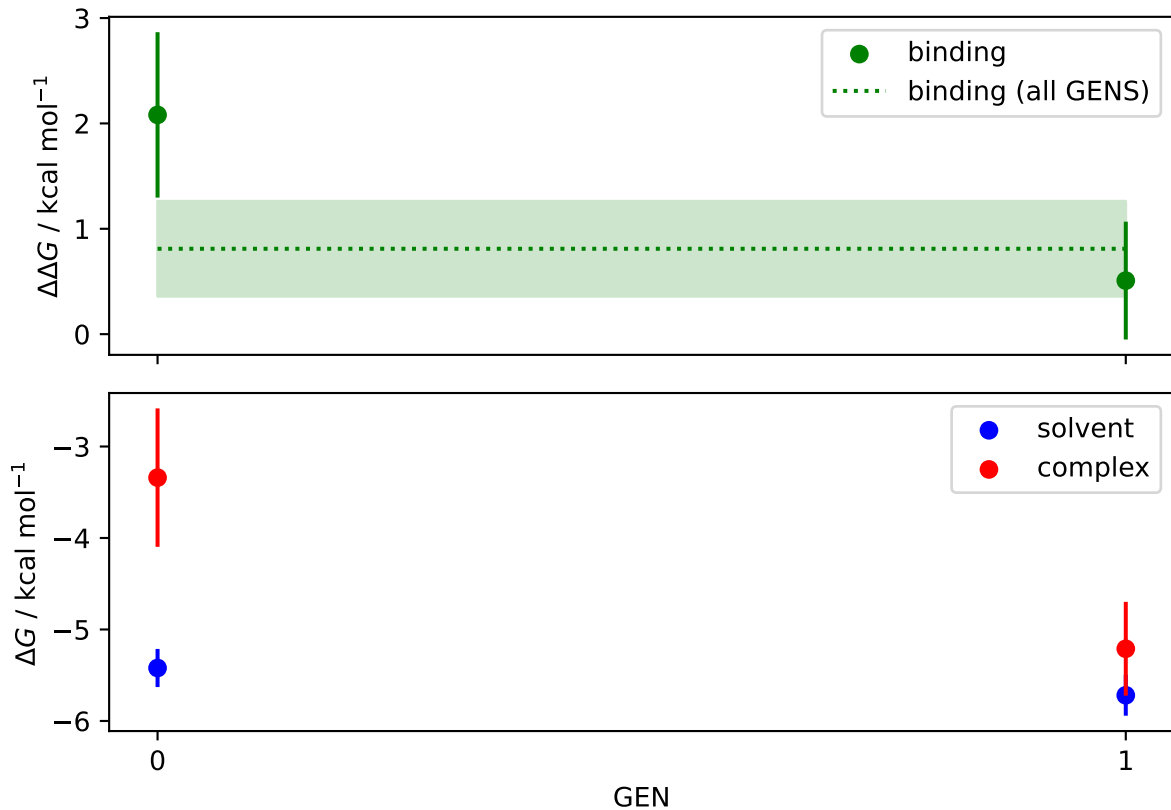 3
2
1
0
ΔΔG / kcal mol⁻¹
binding
binding (all GENS)
−3
−4
−5
−6
ΔG / kcal mol⁻¹
solvent
complex
0
1
GEN